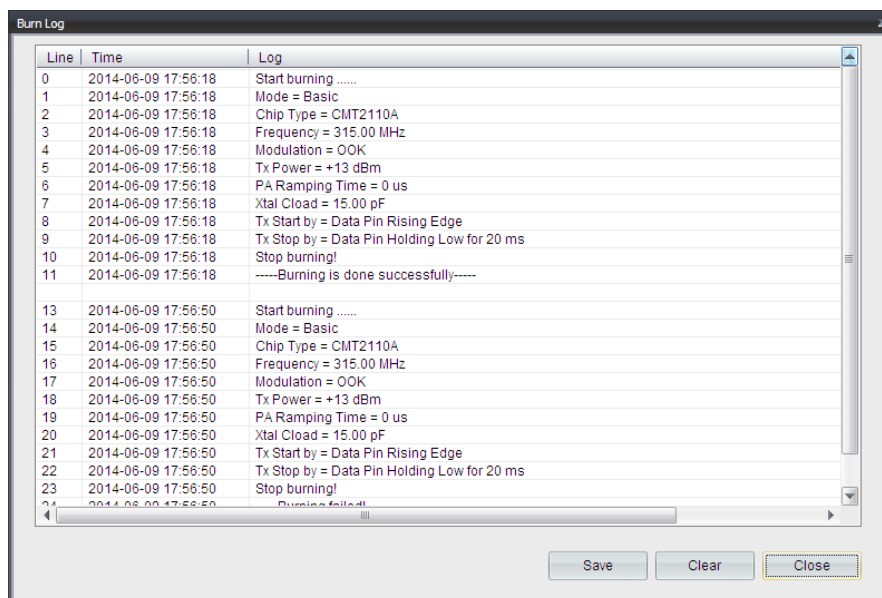 Burn Log
Line Time Log
0 2014-06-09 17:56:18 Start burning ......
1 2014-06-09 17:56:18 Mode = Basic
2 2014-06-09 17:56:18 Chip Type = CMT2110A
3 2014-06-09 17:56:18 Frequency = 315.00 MHz
4 2014-06-09 17:56:18 Modulation = OOK
5 2014-06-09 17:56:18 Tx Power = +13 dBm
6 2014-06-09 17:56:18 PA Ramping Time = 0 us
7 2014-06-09 17:56:18 Xtal Cload = 15.00 pF
8 2014-06-09 17:56:18 Tx Start by = Data Pin Rising Edge
9 2014-06-09 17:56:18 Tx Stop by = Data Pin Holding Low for 20 ms
10 2014-06-09 17:56:18 Stop burning!
11 2014-06-09 17:56:18 -----Burning is done successfully-----
13 2014-06-09 17:56:50 Start burning ......
14 2014-06-09 17:56:50 Mode = Basic
15 2014-06-09 17:56:50 Chip Type = CMT2110A
16 2014-06-09 17:56:50 Frequency = 315.00 MHz
17 2014-06-09 17:56:50 Modulation = OOK
18 2014-06-09 17:56:50 Tx Power = +13 dBm
19 2014-06-09 17:56:50 PA Ramping Time = 0 us
20 2014-06-09 17:56:50 Xtal Cload = 15.00 pF
21 2014-06-09 17:56:50 Tx Start by = Data Pin Rising Edge
22 2014-06-09 17:56:50 Tx Stop by = Data Pin Holding Low for 20 ms
23 2014-06-09 17:56:50 Stop burning!
24 2014-06-09 17:56:50 -----Burning failed!
Save Clear Close